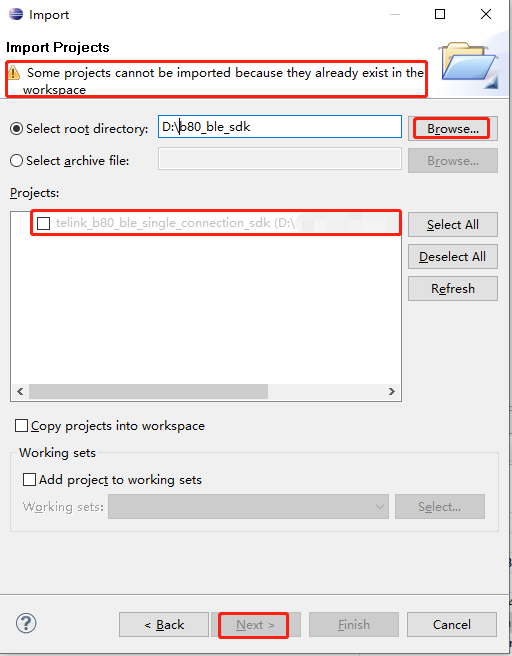 Import
Import Projects
Some projects cannot be imported because they already exist in the
workspace
Select root directory: D:\b80_ble_sdk Browse...
Select archive file: Browse...
Projects:
telink_b80_ble_single_connection_sdk (D:\
Select All
Deselect All
Refresh
Copy projects into workspace
Working sets
Add project to working sets
Working sets: Select...
? < Back Next > Finish Cancel